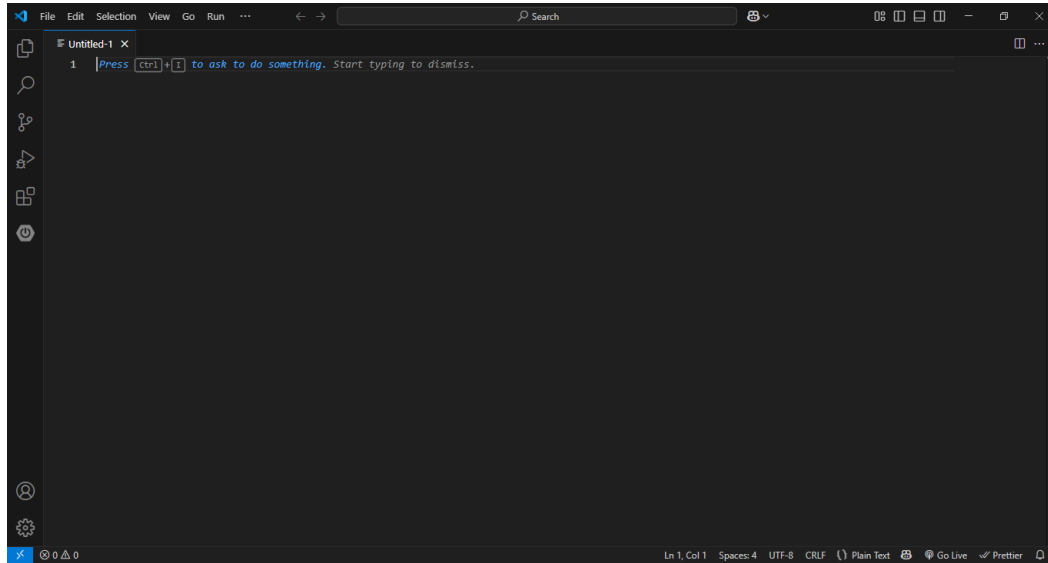 File Edit Selection View Go Run ··· Search
Untitled-1
1 Press Ctrl+I to ask to do something. Start typing to dismiss.
0 0 Ln 1, Col 1 Spaces: 4 UTF-8 CRLF {} Plain Text Go Live Prettier